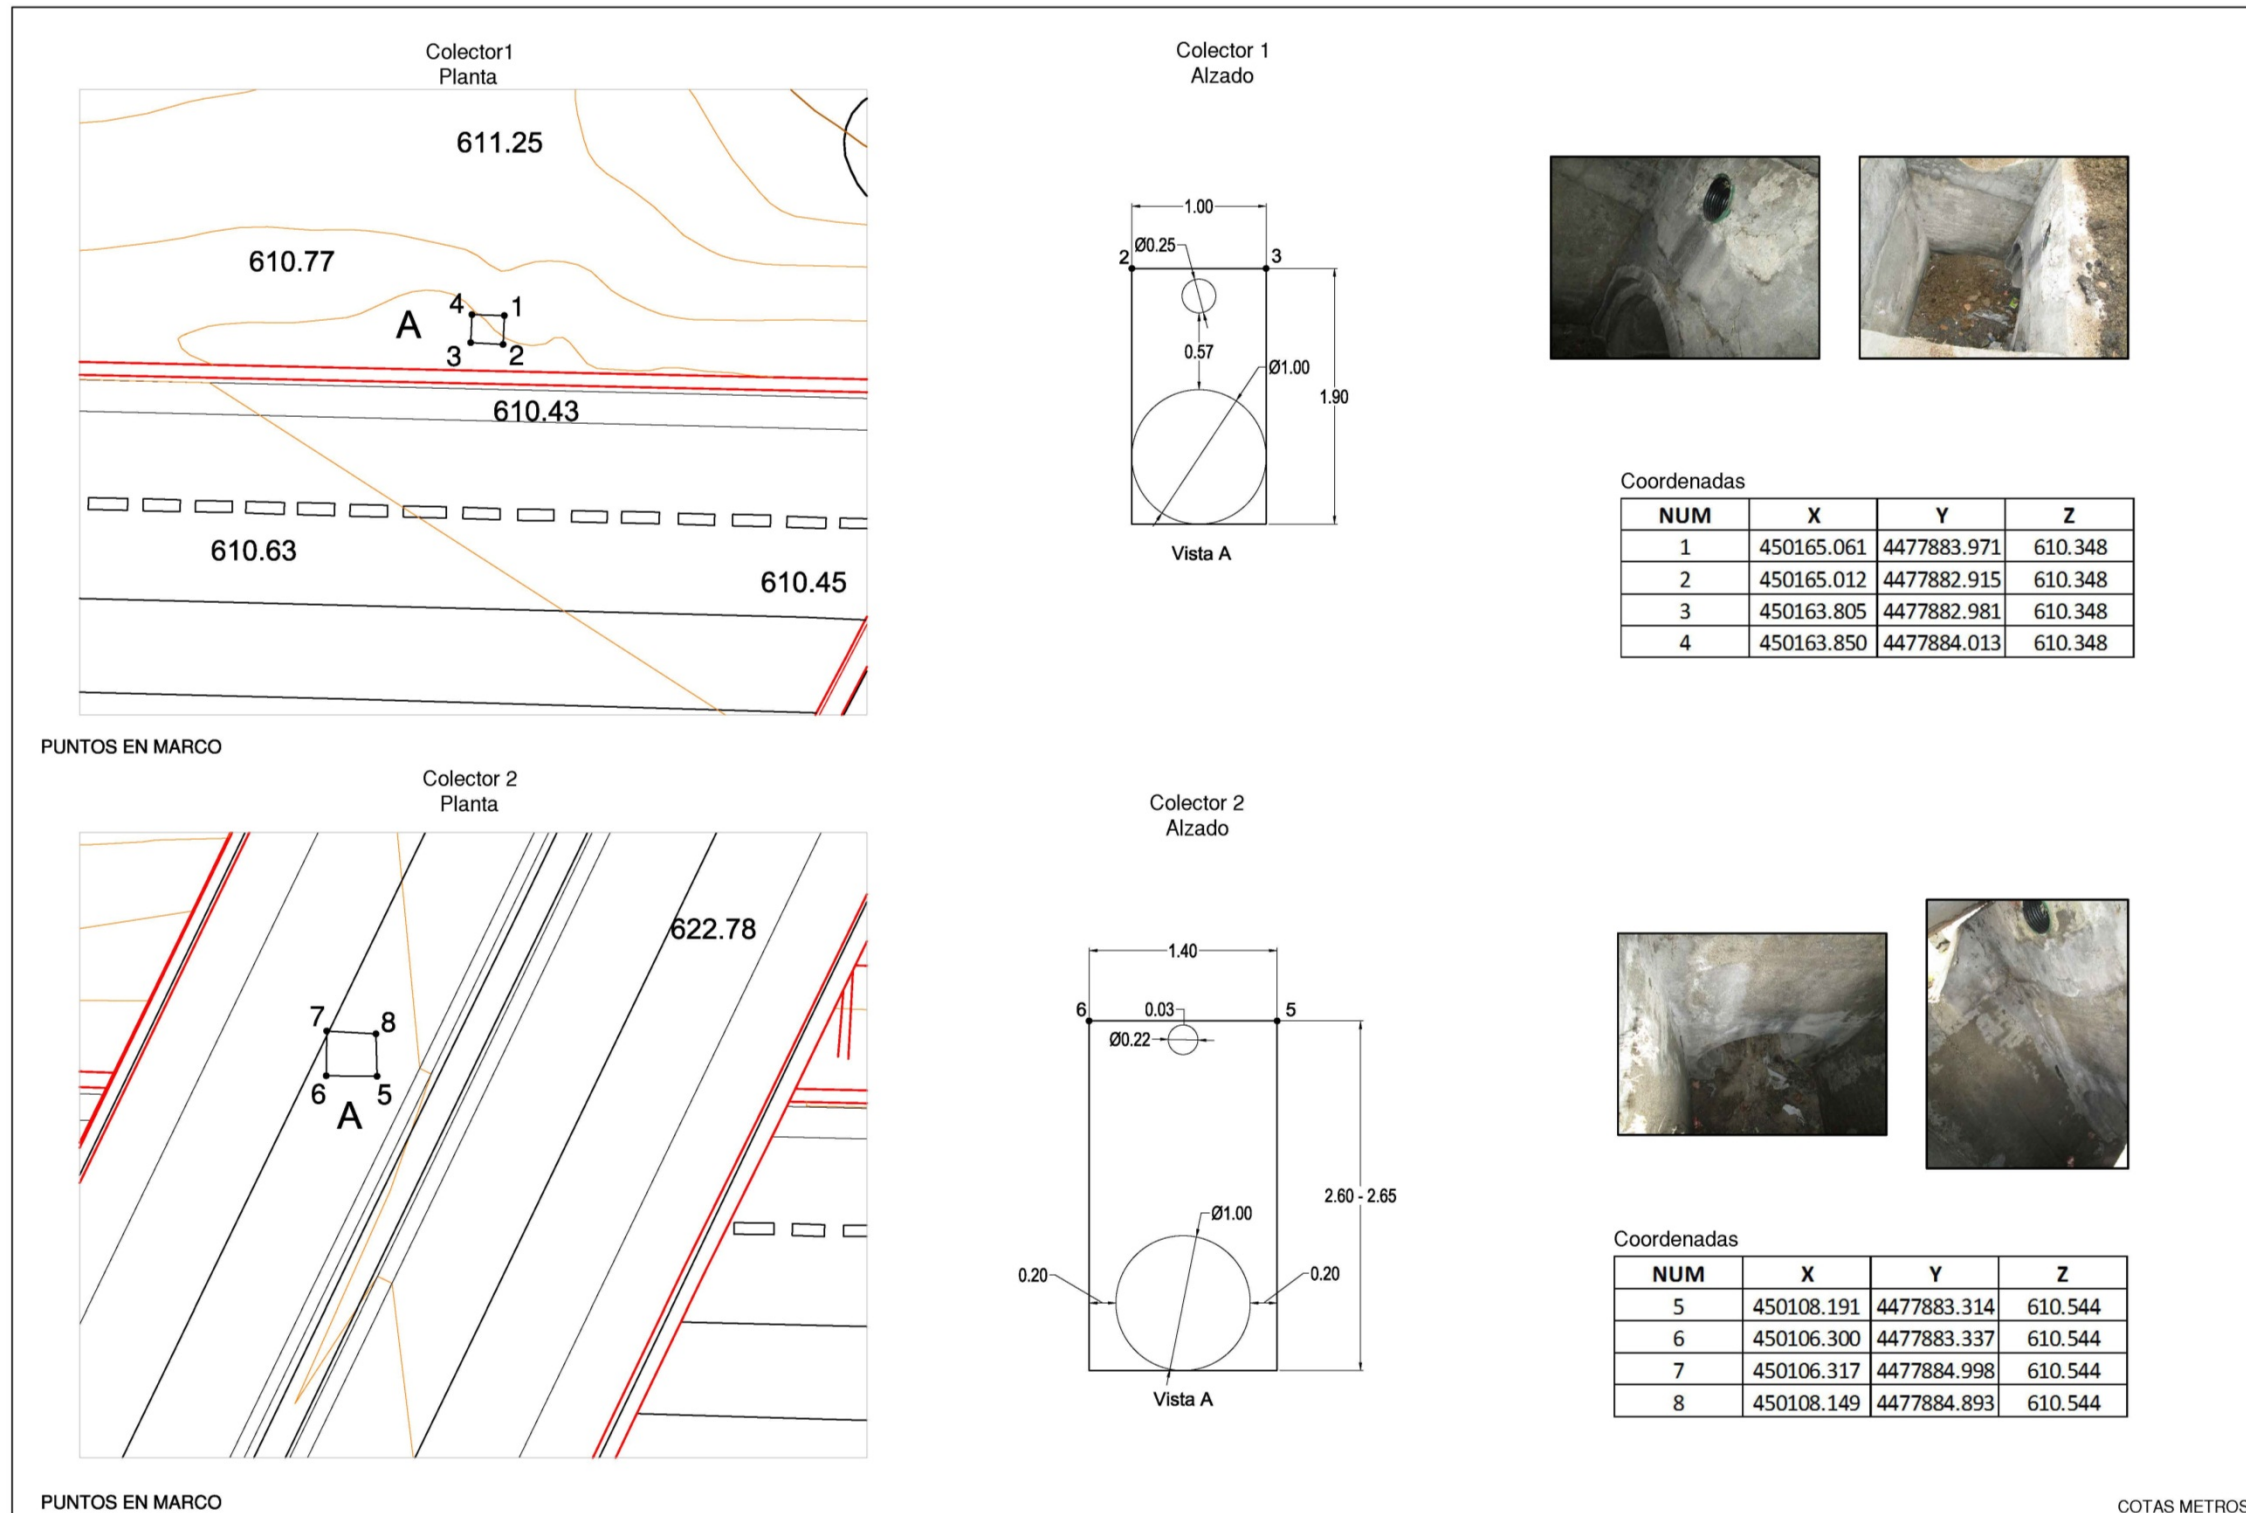 Colector1
Planta
611.25
610.77
4
1
A
3
2
610.43
610.63
610.45
PUNTOS EN MARCO
Colector 1
Alzado
1.00
Ø0.25
2
3
0.57
Ø1.00
1.90
Vista A
Coordenadas
NUM X Y Z
1 450165.061 4477883.971 610.348
2 450165.012 4477882.915 610.348
3 450163.805 4477882.981 610.348
4 450163.850 4477884.013 610.348
Colector 2
Planta
622.78
7
8
6
5
A
PUNTOS EN MARCO
Colector 2
Alzado
1.40
6
0.03
5
Ø0.22
2.60 - 2.65
Ø1.00
0.20
0.20
Vista A
Coordenadas
NUM X Y Z
5 450108.191 4477883.314 610.544
6 450106.300 4477883.337 610.544
7 450106.317 4477884.998 610.544
8 450108.149 4477884.893 610.544
COTAS METROS